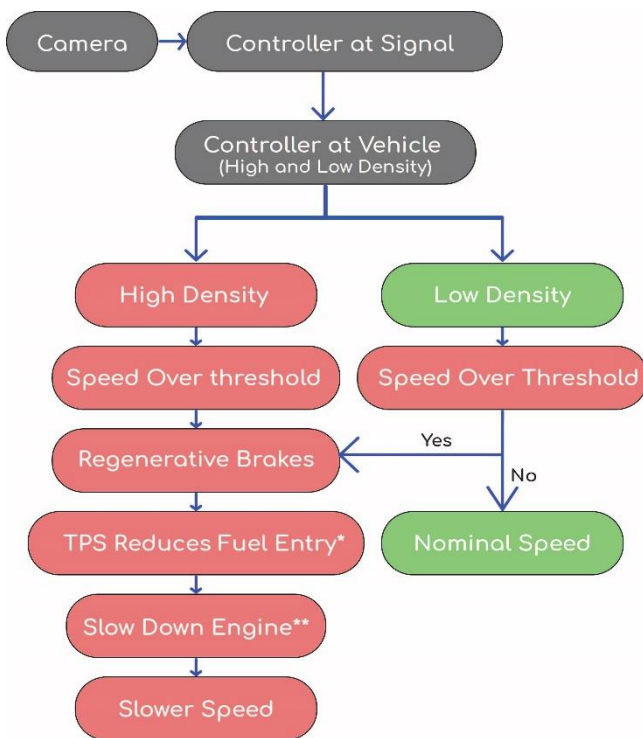 Camera
Controller at Signal
Controller at Vehicle
(High and Low Density)
High Density
Low Density
Speed Over threshold
Speed Over Threshold
Regenerative Brakes
Yes
No
TPS Reduces Fuel Entry*
Nominal Speed
Slow Down Engine**
Slower Speed